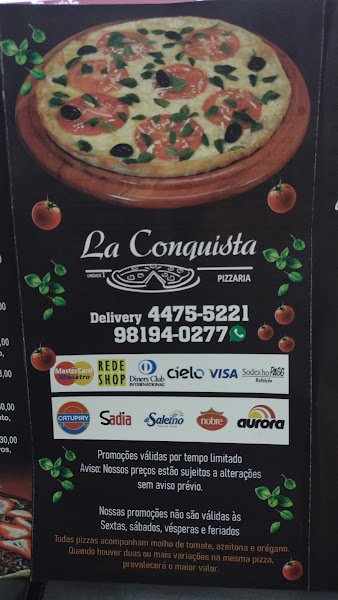 La Conquista
UNIDADE 1
PIZZARIA
Delivery 4475-5221
98194-0277
MasterCard
Maestro
REDE
SHOP
Diners Club
INTERNATIONAL
cielo
VISA
Sodexho PASS
Refeição
CATUPIRY
Sadia
Salerno
nobre
aurora
Promoções válidas por tempo limitado
Aviso: Nossos preços estão sujeitos a alterações
sem aviso prévio.
Nossas promoções não são válidas às
Sextas, sábados, vésperas e feriados
Todas pizzas acompanham molho de tomate, azeitona e orégano.
Quando houver duas ou mais variações na mesma pizza,
prevalecerá o maior valor.